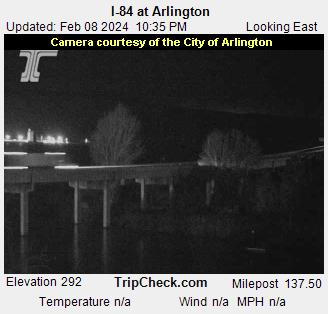 I-84 at Arlington
Updated: Feb 08 2024 10:35 PM Looking East
Camera courtesy of the City of Arlington
Elevation 292 TripCheck.com Milepost 137.50
Temperature n/a Wind n/a MPH n/a